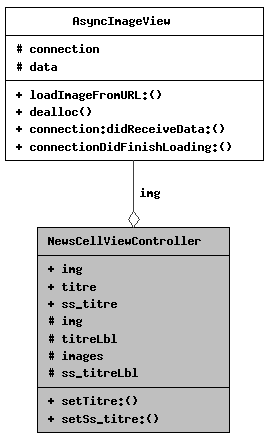 AsyncImageView
# connection
# data
+ loadImageFromURL:()
+ dealloc()
+ connection:didReceiveData:()
+ connectionDidFinishLoading:()
img
NewsCellViewController
+ img
+ titre
+ ss_titre
# img
# titreLbl
# images
# ss_titreLbl
+ setTitre:()
+ setSs_titre:()